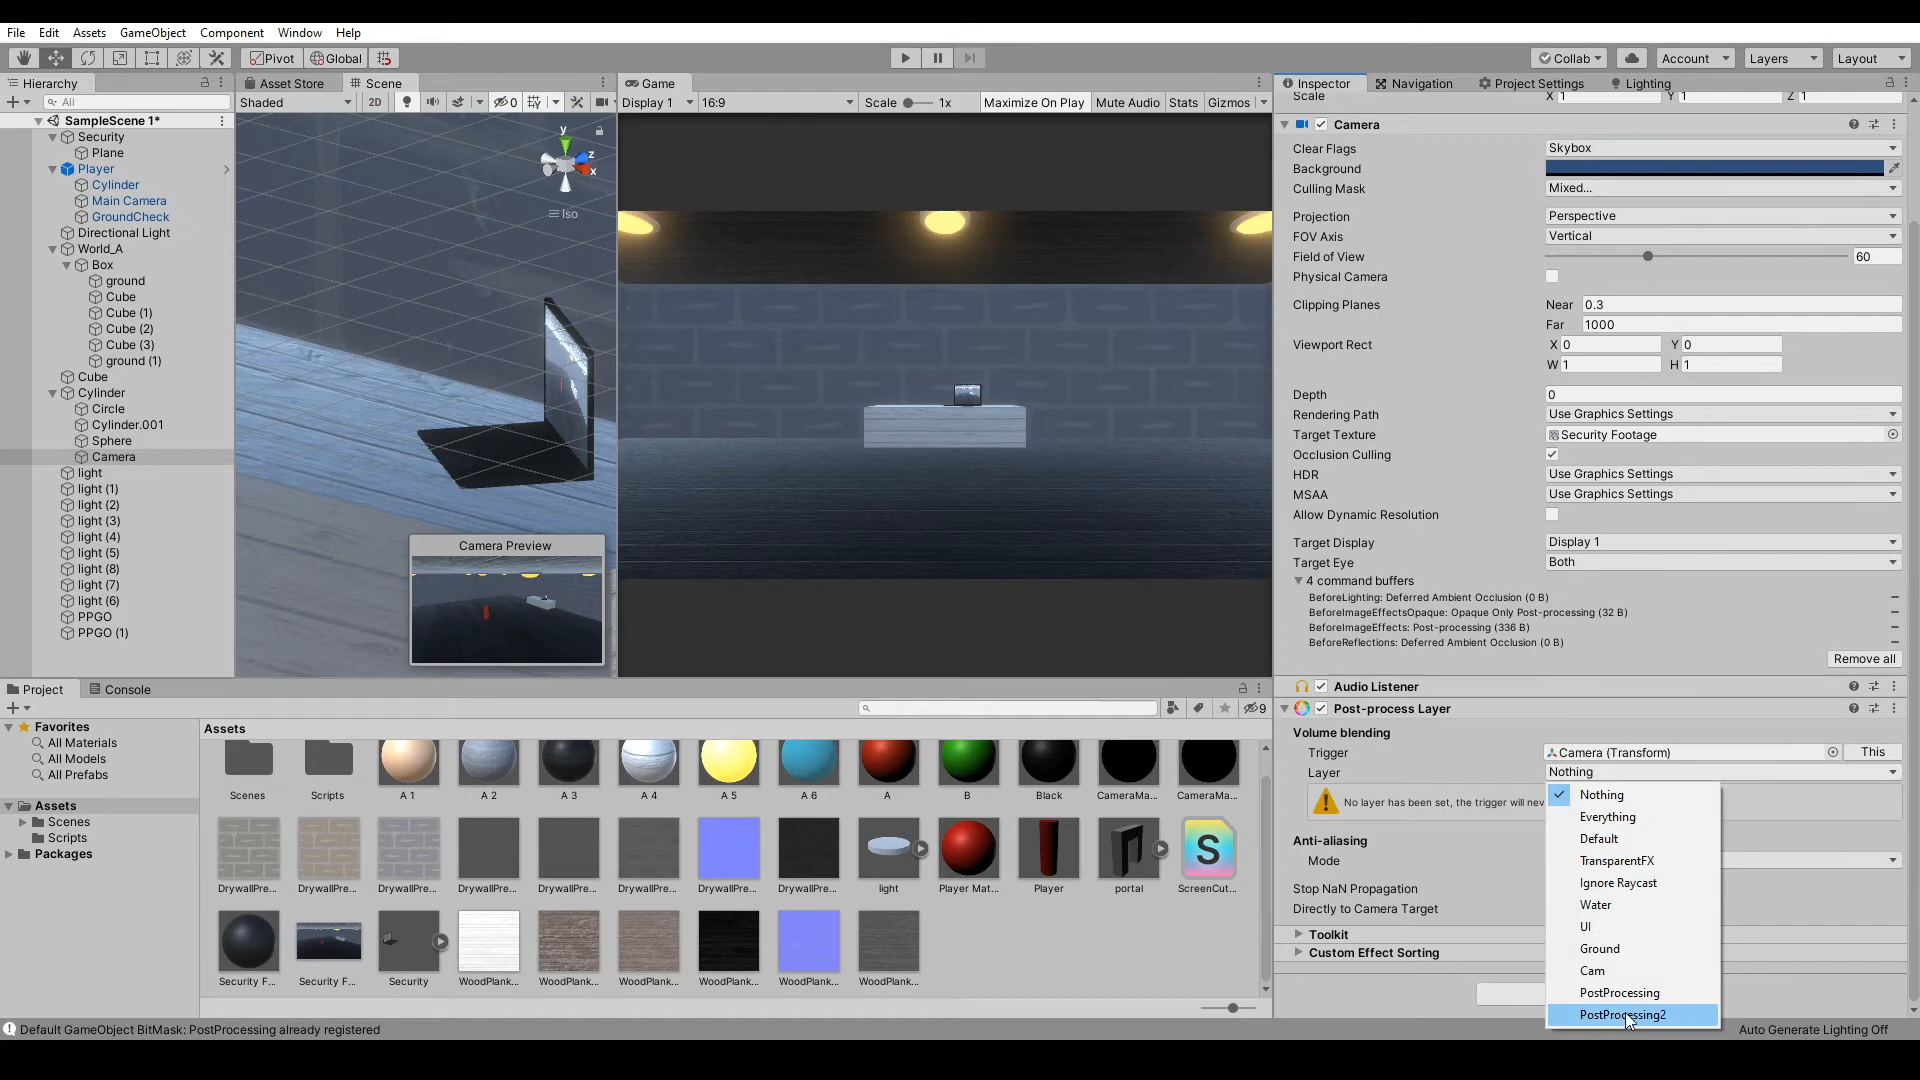 File Edit Assets GameObject Component Window Help
Pivot Global Collab Account Layers Layout
Hierarchy Asset Store Scene Game Inspector Navigation Project Settings Lighting
All Shaded 2D 0 Display 1 16:9 Scale 1x Maximize On Play Mute Audio Stats Gizmos
Scale X 1 Y 1 Z 1
SampleScene 1*
Security
Plane
Player
Cylinder
Main Camera
GroundCheck
Directional Light
World_A
Box
ground
Cube
Cube (1)
Cube (2)
Cube (3)
ground (1)
Cube
Cylinder
Circle
Cylinder.001
Sphere
Camera
light
light (1)
light (2)
light (3)
light (4)
light (5)
light (8)
light (7)
light (6)
PPGO
PPGO (1)
y
z
x
Iso
Camera Preview
Camera
Clear Flags Skybox
Background
Culling Mask Mixed...
Projection Perspective
FOV Axis Vertical
Field of View 60
Physical Camera
Clipping Planes Near 0.3
Far 1000
Viewport Rect X 0 Y 0
W 1 H 1
Depth 0
Rendering Path Use Graphics Settings
Target Texture Security Footage
Occlusion Culling
HDR Use Graphics Settings
MSAA Use Graphics Settings
Allow Dynamic Resolution
Target Display Display 1
Target Eye Both
4 command buffers
BeforeLighting: Deferred Ambient Occlusion (0 B)
BeforeImageEffectsOpaque: Opaque Only Post-processing (32 B)
BeforeImageEffects: Post-processing (336 B)
BeforeReflections: Deferred Ambient Occlusion (0 B)
Remove all
Audio Listener
Post-process Layer
Volume blending
Trigger Camera (Transform) This
Layer Nothing
No layer has been set, the trigger will nev
Anti-aliasing
Mode
Stop NaN Propagation
Directly to Camera Target
Toolkit
Custom Effect Sorting
Nothing
Everything
Default
TransparentFX
Ignore Raycast
Water
UI
Ground
Cam
PostProcessing
PostProcessing2
Project Console
9
Favorites
All Materials
All Models
All Prefabs
Assets
Scenes
Scripts
Packages
Assets
Scenes Scripts A 1 A 2 A 3 A 4 A 5 A 6 A B Black CameraMa... CameraMa...
S
DrywallPre... DrywallPre... DrywallPre... DrywallPre... DrywallPre... DrywallPre... DrywallPre... DrywallPre... light Player Mat... Player portal ScreenCut...
Security F... Security F... Security WoodPlank... WoodPlank... WoodPlank... WoodPlank... WoodPlank... WoodPlank...
Default GameObject BitMask: PostProcessing already registered
Auto Generate Lighting Off